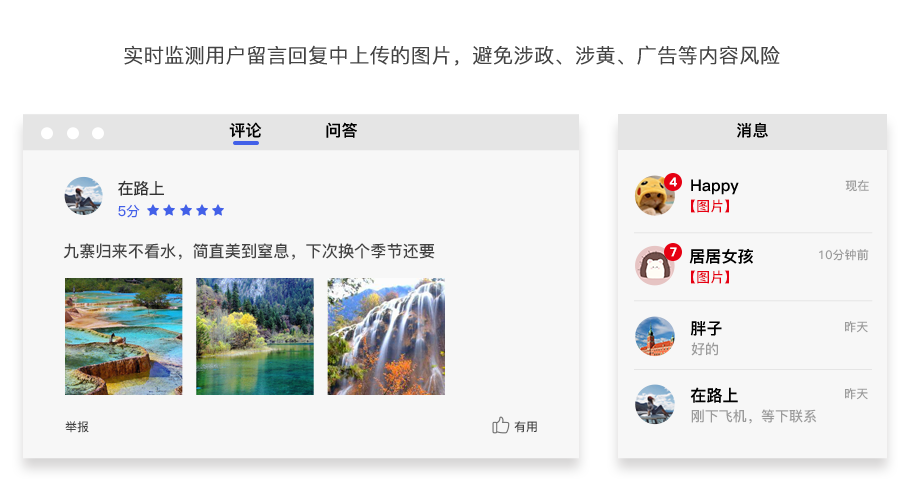 实时监测用户留言回复中上传的图片，避免涉政、涉黄、广告等内容风险
评论
问答
在路上
5分
九寨归来不看水，简直美到窒息，下次换个季节还要
举报
有用
消息
4
Happy
现在
【图片】
7
居居女孩
10分钟前
【图片】
胖子
昨天
好的
在路上
昨天
刚下飞机，等下联系